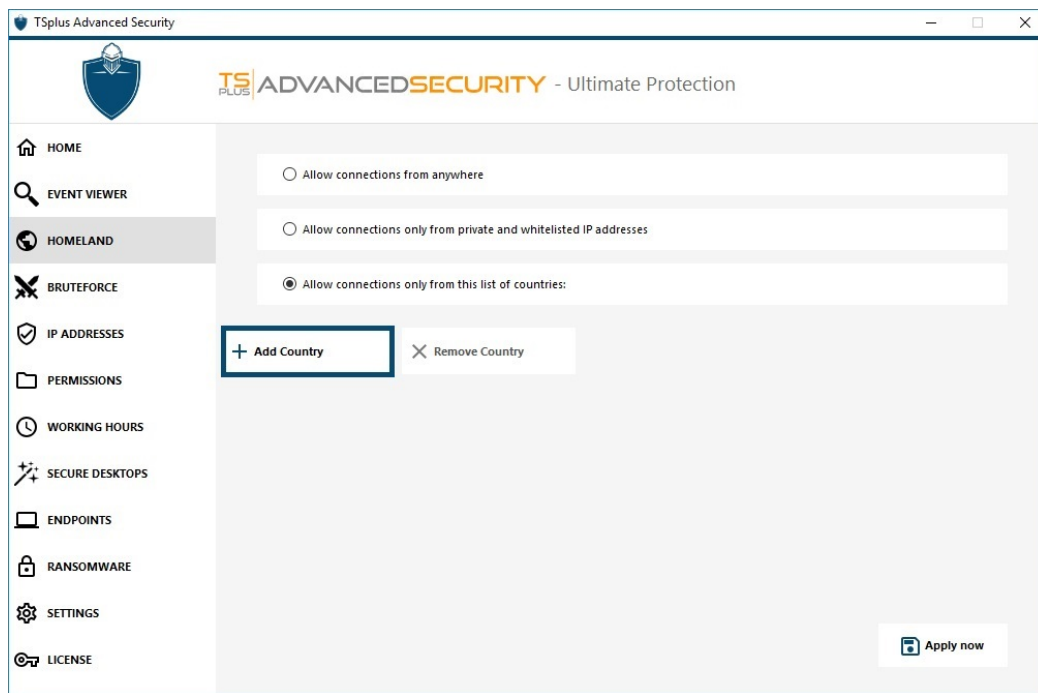 TSplus Advanced Security
TS PLUS ADVANCEDSECURITY - Ultimate Protection
HOME
EVENT VIEWER
HOMELAND
BRUTEFORCE
IP ADDRESSES
PERMISSIONS
WORKING HOURS
SECURE DESKTOPS
ENDPOINTS
RANSOMWARE
SETTINGS
LICENSE
Allow connections from anywhere
Allow connections only from private and whitelisted IP addresses
Allow connections only from this list of countries:
Add Country
Remove Country
Apply now